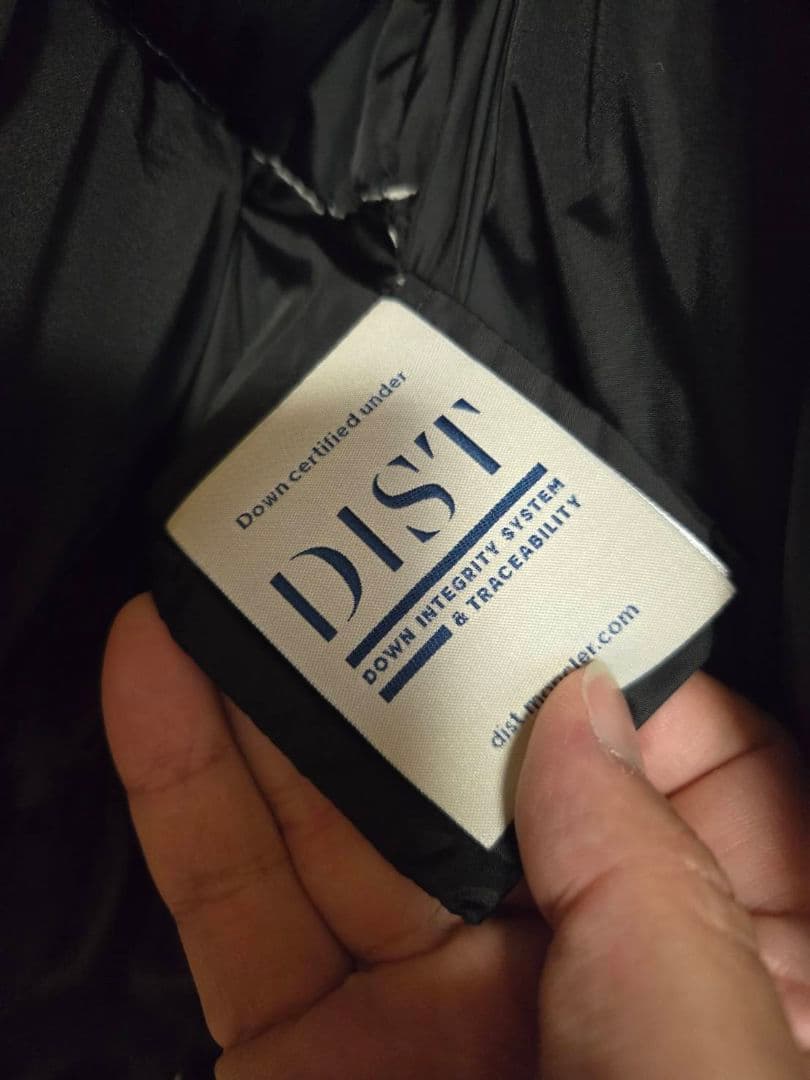 Down certified under
DIST
DOWN INTEGRITY SYSTEM
& TRACEABILITY